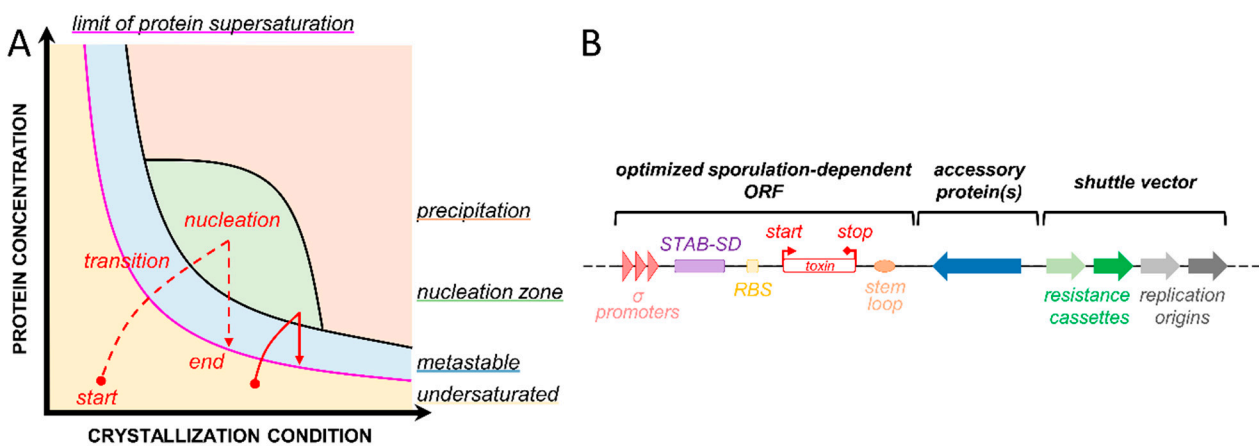 A
limit of protein supersaturation
PROTEIN CONCENTRATION
nucleation
transition
start
end
precipitation
nucleation zone
metastable
undersaturated
CRYSTALLIZATION CONDITION
B
optimized sporulation-dependent
ORF
accessory
protein(s)
shuttle vector
STAB-SD
start
stop
toxin
σ
promoters
RBS
stem
loop
resistance
cassettes
replication
origins